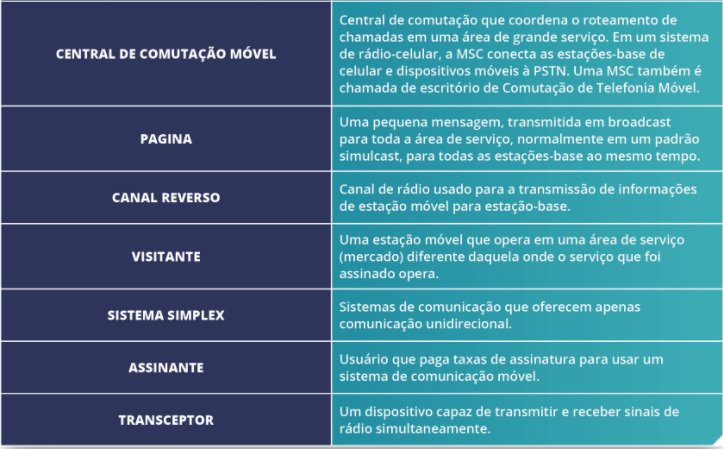 CENTRAL DE COMUTAÇÃO MÓVEL
Central de comutação que coordena o roteamento de
chamadas em uma área de grande serviço. Em um sistema
de rádio-celular, a MSC conecta as estações-base de
celular e dispositivos móveis à PSTN. Uma MSC também é
chamada de escritório de Comutação de Telefonia Móvel.
PAGINA
Uma pequena mensagem, transmitida em broadcast
para toda a área de serviço, normalmente em um padrão
simulcast, para todas as estações-base ao mesmo tempo.
CANAL REVERSO
Canal de rádio usado para a transmissão de informações
de estação móvel para estação-base.
VISITANTE
Uma estação móvel que opera em uma área de serviço
(mercado) diferente daquela onde o serviço que foi
assinado opera.
SISTEMA SIMPLEX
Sistemas de comunicação que oferecem apenas
comunicação unidirecional.
ASSINANTE
Usuário que paga taxas de assinatura para usar um
sistema de comunicação móvel.
TRANSCEPTOR
Um dispositivo capaz de transmitir e receber sinais de
rádio simultaneamente.